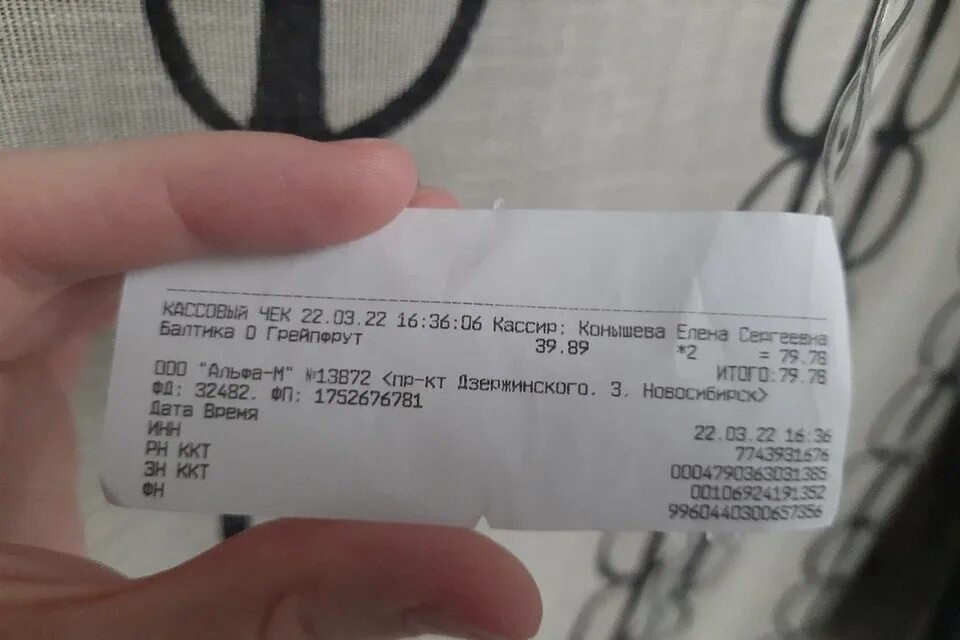 КАССОВЫЙ ЧЕК 22.03.22 16:36:06 Кассир: Конышева Елена Сергеевна
Балтика 0 Грейпфрут 39.89 *2 = 79.78
ИТОГО:79.78
ООО "Альфа-М" №13872 <пр-кт Дзержинского, 3, Новосибирск>
ФД: 32482, ФП: 1752676781
Дата Время 22.03.22 16:36
ИНН 7743931676
РН ККТ 0004790363031385
ЗН ККТ 00106924191352
ФН 9960440300657356